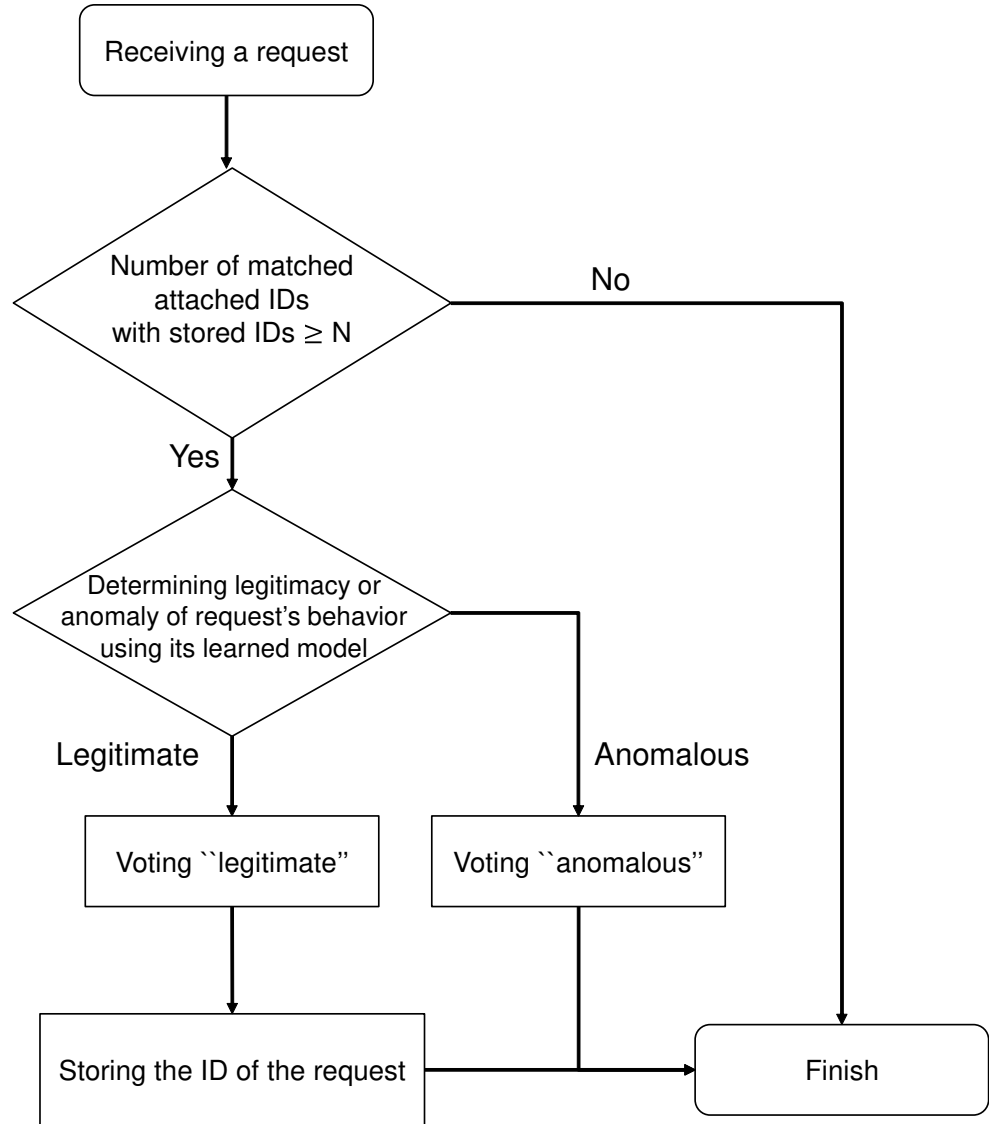 Receiving a request
Number of matched
attached IDs
with stored IDs ≥ N
No
Yes
Determining legitimacy or
anomaly of request's behavior
using its learned model
Legitimate
Anomalous
Voting ``legitimate''
Voting ``anomalous''
Storing the ID of the request
Finish